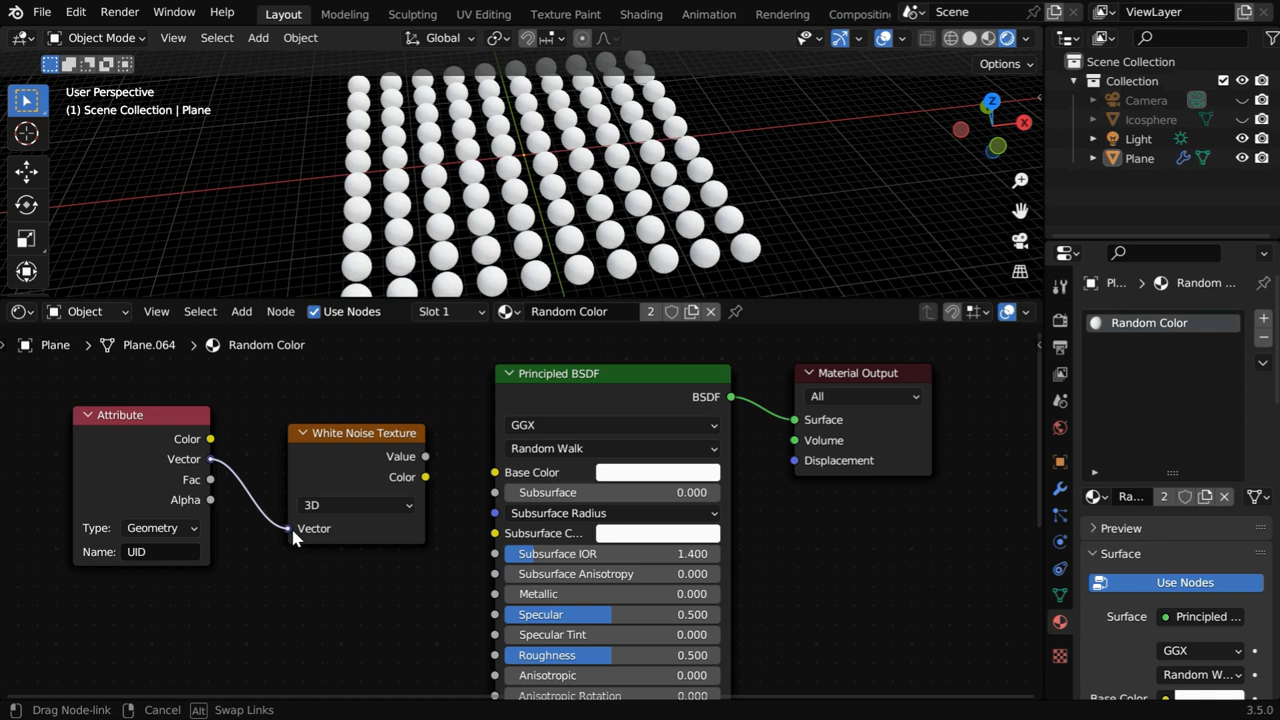 File Edit Render Window Help Layout Modeling Sculpting UV Editing Texture Paint Shading Animation Rendering Compositing Scene ViewLayer
Object Mode View Select Add Object Global
Options
User Perspective
(1) Scene Collection | Plane
Z
X
Scene Collection
Collection
Camera
Icosphere
Light
Plane
Object View Select Add Node Use Nodes Slot 1 Random Color 2
Plane Plane.064 Random Color
Attribute
Color
Vector
Fac
Alpha
Type: Geometry
Name: UID
White Noise Texture
Value
Color
3D
Vector
Principled BSDF
BSDF
GGX
Random Walk
Base Color
Subsurface 0.000
Subsurface Radius
Subsurface C...
Subsurface IOR 1.400
Subsurface Anisotropy 0.000
Metallic 0.000
Specular 0.500
Specular Tint 0.000
Roughness 0.500
Anisotropic 0.000
Anisotropic Rotation 0.000
Material Output
All
Surface
Volume
Displacement
Pl... Random ...
Random Color
Ra... 2
Preview
Surface
Use Nodes
Surface Principled ...
GGX
Random W...
Base Color
Drag Node-link Cancel Alt Swap Links 3.5.0